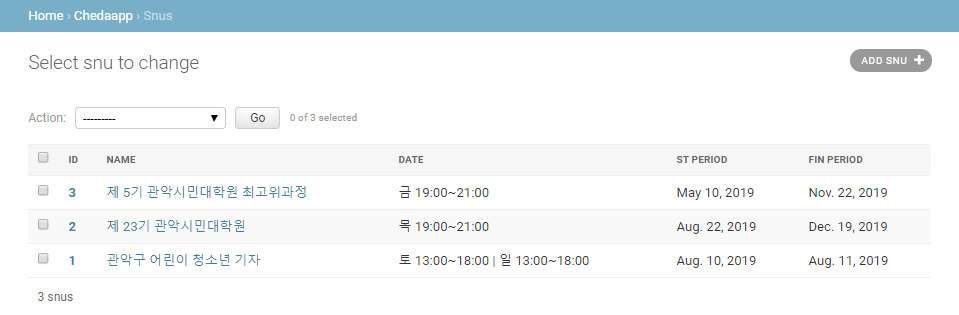 Home › Chedaapp › Snus
Select snu to change
ADD SNU +
Action: --------- Go 0 of 3 selected
ID NAME DATE ST PERIOD FIN PERIOD
3 제 5기 관악시민대학원 최고위과정 금 19:00~21:00 May 10, 2019 Nov. 22, 2019
2 제 23기 관악시민대학원 목 19:00~21:00 Aug. 22, 2019 Dec. 19, 2019
1 관악구 어린이 청소년 기자 토 13:00~18:00 | 일 13:00~18:00 Aug. 10, 2019 Aug. 11, 2019
3 snus